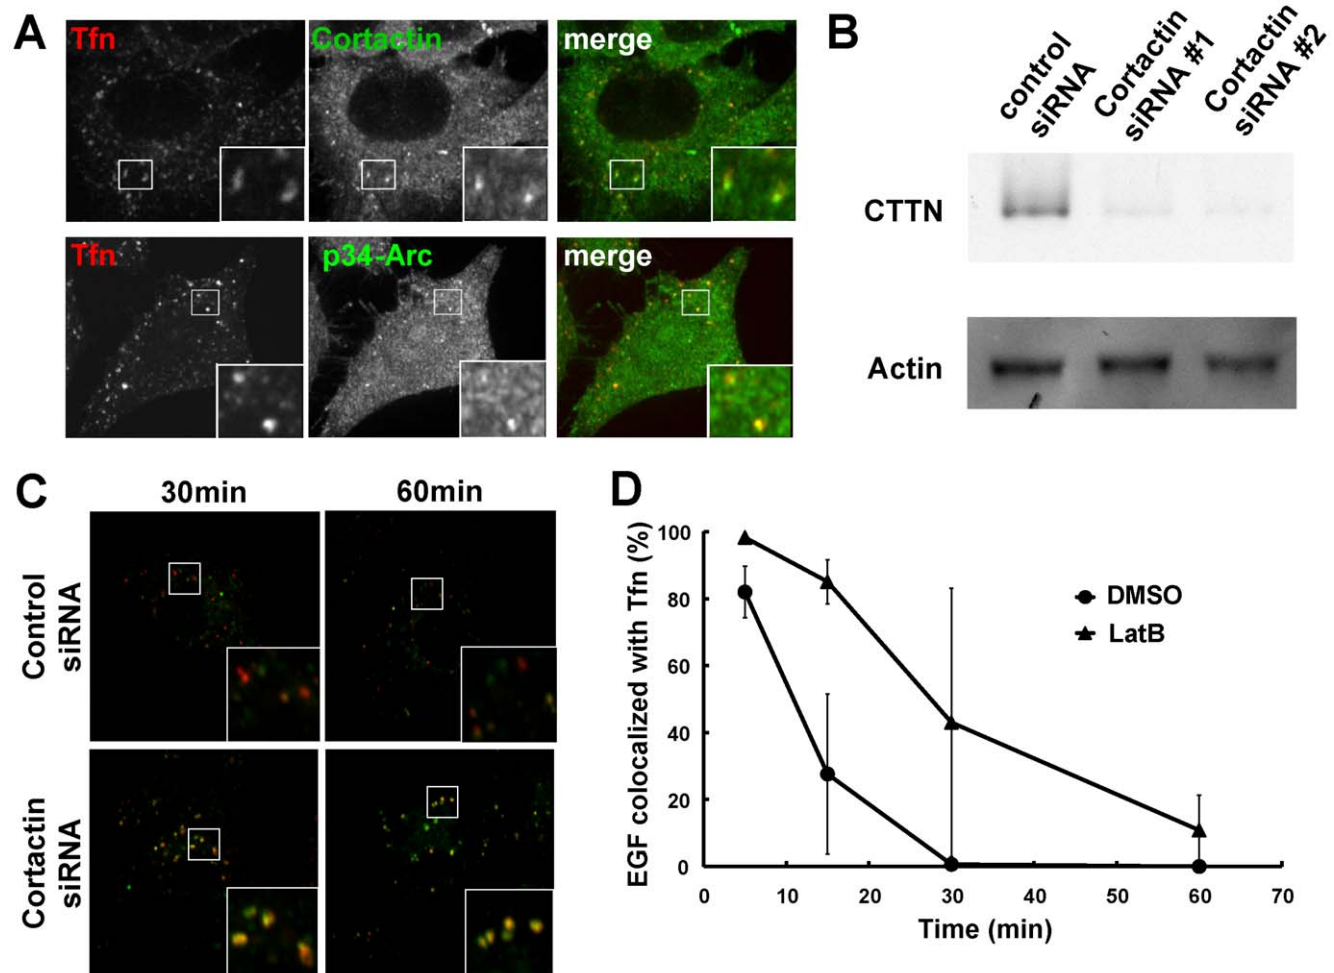 A
Tfn
Cortactin
merge
Tfn
p34-Arc
merge
B
control
siRNA
Cortactin
siRNA #1
Cortactin
siRNA #2
CTTN
Actin
C
30min
60min
Control
siRNA
Cortactin
siRNA
D
EGF colocalized with Tfn (%)
100
80
60
40
20
0
DMSO
LatB
0 10 20 30 40 50 60 70
Time (min)